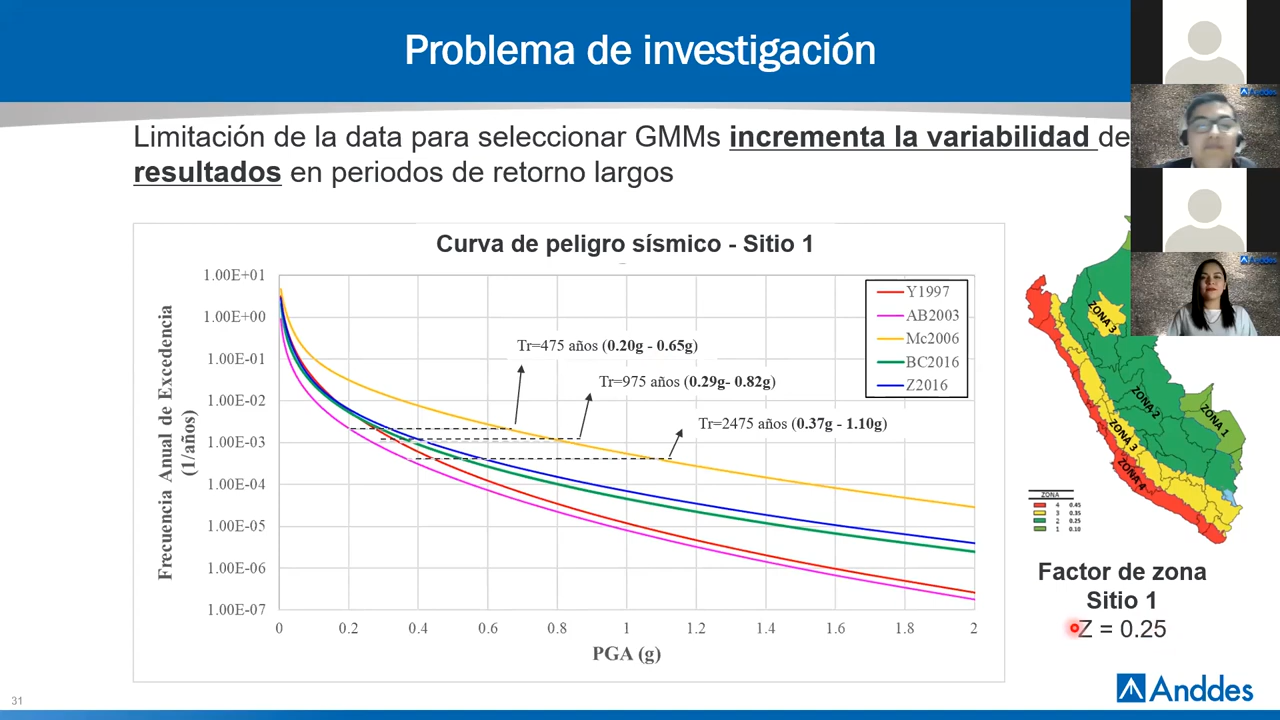 Problema de investigación
Limitación de la data para seleccionar GMMs incrementa la variabilidad de
resultados en periodos de retorno largos
Curva de peligro sísmico - Sitio 1
Frecuencia Anual de Excedencia
(1/años)
1.00E+01
1.00E+00
1.00E-01
1.00E-02
1.00E-03
1.00E-04
1.00E-05
1.00E-06
1.00E-07
0 0.2 0.4 0.6 0.8 1 1.2 1.4 1.6 1.8 2
PGA (g)
Y1997
AB2003
Mc2006
BC2016
Z2016
Tr=475 años (0.20g - 0.65g)
Tr=975 años (0.29g- 0.82g)
Tr=2475 años (0.37g - 1.10g)
ZONA 3
ZONA 2
ZONA 1
ZONA 3
ZONA 4
ZONA
4 0.45
3 0.35
2 0.25
1 0.10
Factor de zona
Sitio 1
Z = 0.25
Anddes
Anddes
Anddes
31